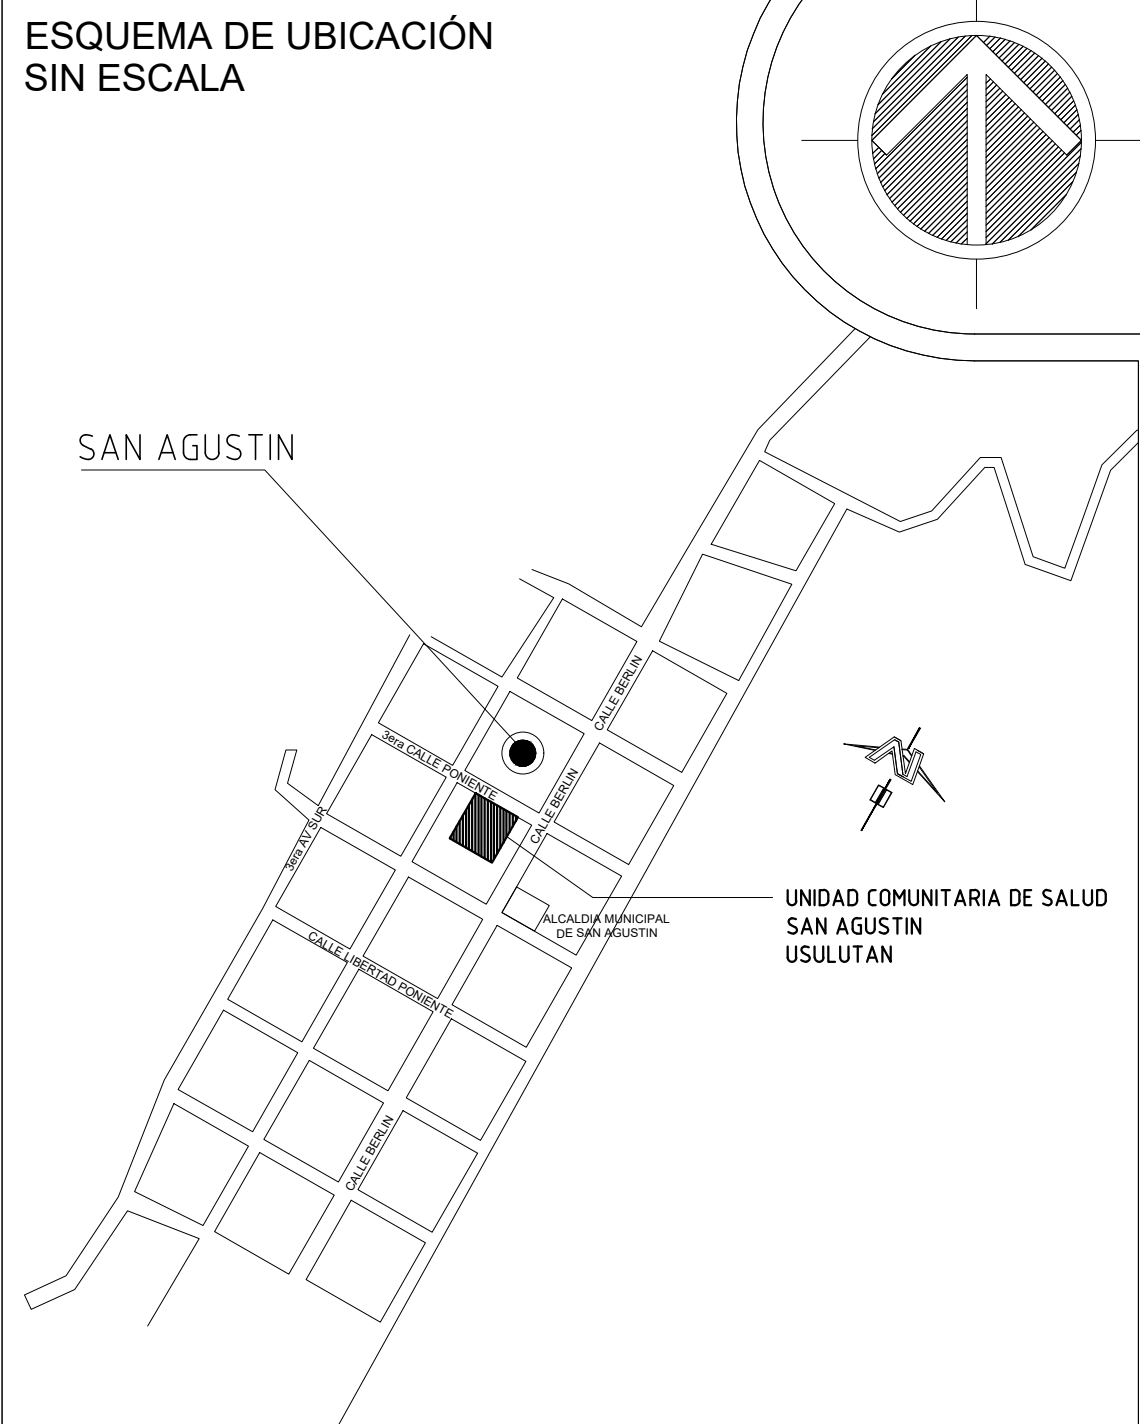 ESQUEMA DE UBICACIÓN
SIN ESCALA
SAN AGUSTIN
CALLE BERLIN
3era CALLE PONIENTE
CALLE BERLIN
3era AV SUR
UNIDAD COMUNITARIA DE SALUD
SAN AGUSTIN
USULUTAN
ALCALDIA MUNICIPAL
DE SAN AGUSTIN
CALLE LIBERTAD PONIENTE
CALLE BERLIN
N